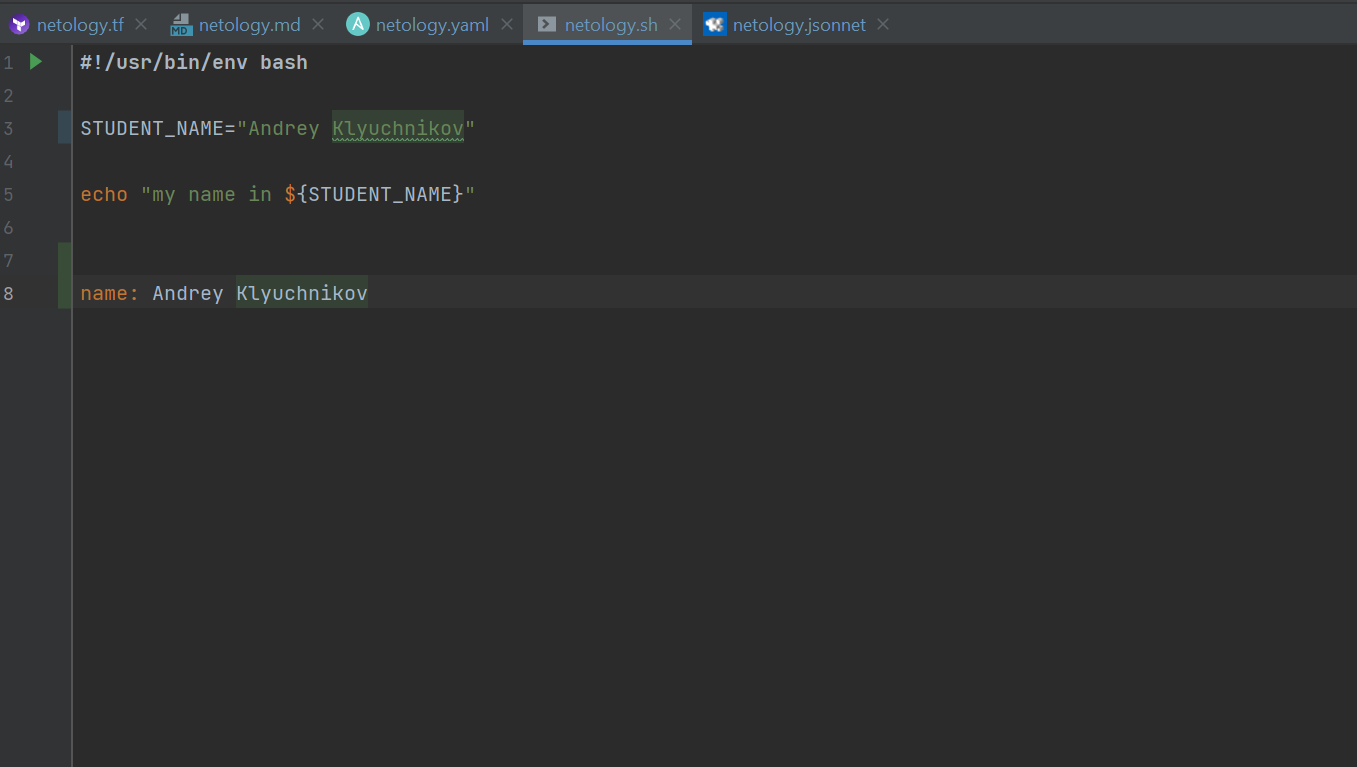 netology.tf netology.md netology.yaml netology.sh netology.jsonnet
MD
1 #!/usr/bin/env bash
2
3 STUDENT_NAME="Andrey Klyuchnikov"
4
5 echo "my name in ${STUDENT_NAME}"
6
7
8 name: Andrey Klyuchnikov